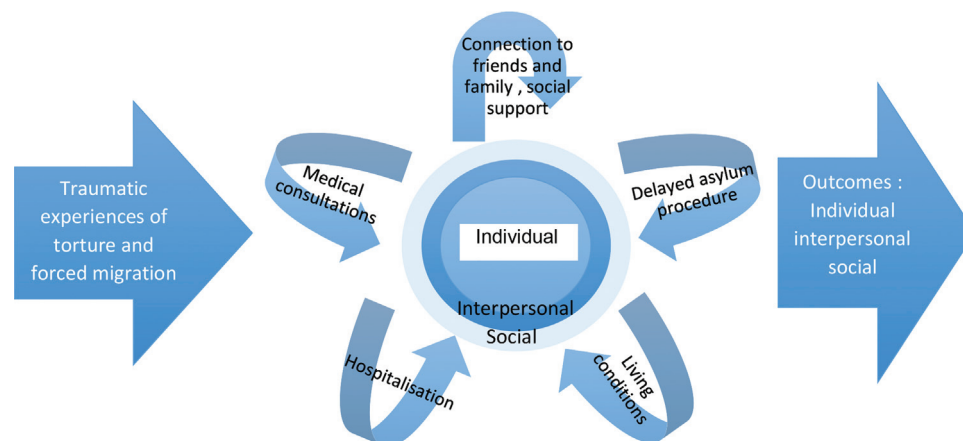 Traumatic
experiences of
torture and
forced migration
Connection to
friends and
family , social
support
Medical
consultations
Delayed asylum
procedure
Individual
Interpersonal
Social
Hospitalisation
Living
conditions
Outcomes :
Individual
interpersonal
social